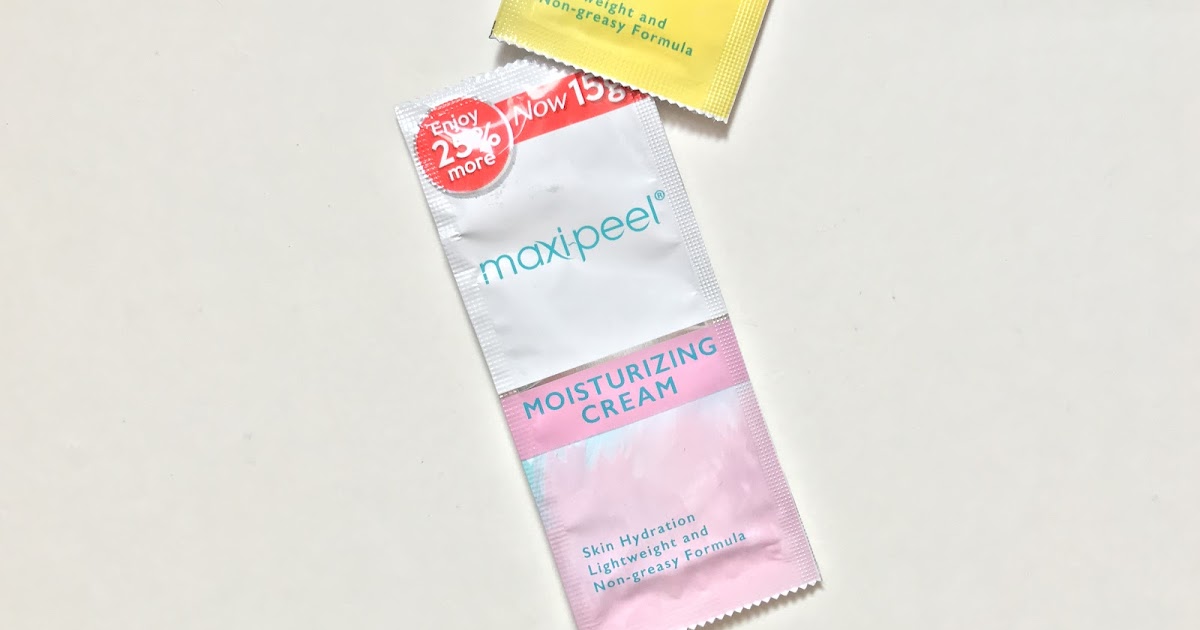 weight and
Non-greasy Formula
Enjoy
25%
more
Now 15g
maxi-peel®
MOISTURIZING
CREAM
Skin Hydration
Lightweight and
Non-greasy Formula